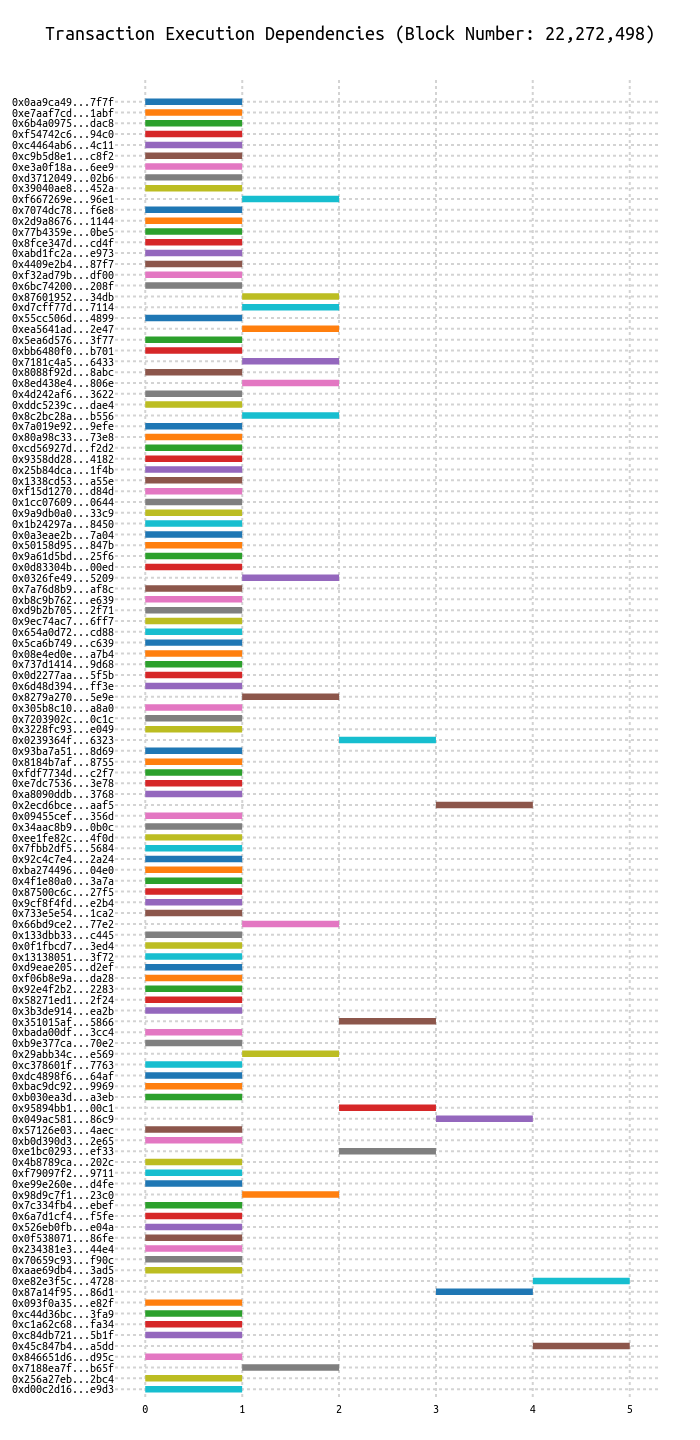 Transaction Execution Dependencies (Block Number: 22,272,498)
0x0aa9ca49...7f7f
0xe7aaf7cd...1abf
0x6b4a0975...dac8
0xf54742c6...94c0
0xc4464ab6...4c11
0xc9b5d8e1...c8f2
0xe3a0f18a...6ee9
0xd3712049...02b6
0x39040ae8...452a
0xf667269e...96e1
0x7074dc78...f6e8
0x2d9a8676...1144
0x77b4359e...0be5
0x8fce347d...cd4f
0xabd1fc2a...e973
0x4409e2b4...87f7
0xf32ad79b...df00
0x6bc74200...208f
0x87601952...34db
0xd7cff77d...7114
0x55cc506d...4899
0xea5641ad...2e47
0x5ea6d576...3f77
0xbb6480f0...b701
0x7181c4a5...6433
0x8088f92d...8abc
0x8ed438e4...806e
0x4d242af6...3622
0xddc5239c...dae4
0x8c2bc28a...b556
0x7a019e92...9efe
0x80a98c33...73e8
0xcd56927d...f2d2
0x9358dd28...4182
0x25b84dca...1f4b
0x1338cd53...a55e
0xf15d1270...d84d
0x1cc07609...0644
0x9a9db0a0...33c9
0x1b24297a...8450
0x0a3eae2b...7a04
0x50158d95...847b
0x9a61d5bd...25f6
0x0d83304b...00ed
0x0326fe49...5209
0x7a76d8b9...af8c
0xb8c9b762...e639
0xd9b2b705...2f71
0x9ec74ac7...6ff7
0x654a0d72...cd88
0x5ca6b749...c639
0x08e4ed0e...a7b4
0x737d1414...9d68
0x0d2277aa...5f5b
0x6d48d394...ff3e
0x8279a270...5e9e
0x305b8c10...a8a0
0x7203902c...0c1c
0x3228fc93...e049
0x0239364f...6323
0x93ba7a51...8d69
0x8184b7af...8755
0xfdf7734d...c2f7
0xe7dc7536...3e78
0xa8090ddb...3768
0x2ecd6bce...aaf5
0x09455cef...356d
0x34aac8b9...0b0c
0xee1fe82c...4f0d
0x7fbb2df5...5684
0x92c4c7e4...2a24
0xba274496...04e0
0x4f1e80a0...3a7a
0x87500c6c...27f5
0x9cf8f4fd...e2b4
0x733e5e54...1ca2
0x66bd9ce2...77e2
0x133dbb33...c445
0x0f1fbcd7...3ed4
0x13138051...3f72
0xd9eae205...d2ef
0xf06b8e9a...da28
0x92e4f2b2...2283
0x58271ed1...2f24
0x3b3de914...ea2b
0x351015af...5866
0xbada00df...3cc4
0xb9e377ca...70e2
0x29abb34c...e569
0xc378601f...7763
0xdc4898f6...64af
0xbac9dc92...9969
0xb030ea3d...a3eb
0x95894bb1...00c1
0x049ac581...86c9
0x57126e03...4aec
0xb0d390d3...2e65
0xe1bc0293...ef33
0x4b8789ca...202c
0xf79097f2...9711
0xe99e260e...d4fe
0x98d9c7f1...23c0
0x7c334fb4...ebef
0x6a7d1cf4...f5fe
0x526eb0fb...e04a
0x0f538071...86fe
0x234381e3...44e4
0x70659c93...f90c
0xaae69db4...3ad5
0xe82e3f5c...4728
0x87a14f95...86d1
0x093f0a35...e82f
0xc44d36bc...3fa9
0xc1a62c68...fa34
0xc84db721...5b1f
0x45c847b4...a5dd
0x846651d6...d95c
0x7188ea7f...b65f
0x256a27eb...2bc4
0xd00c2d16...e9d3
0 1 2 3 4 5